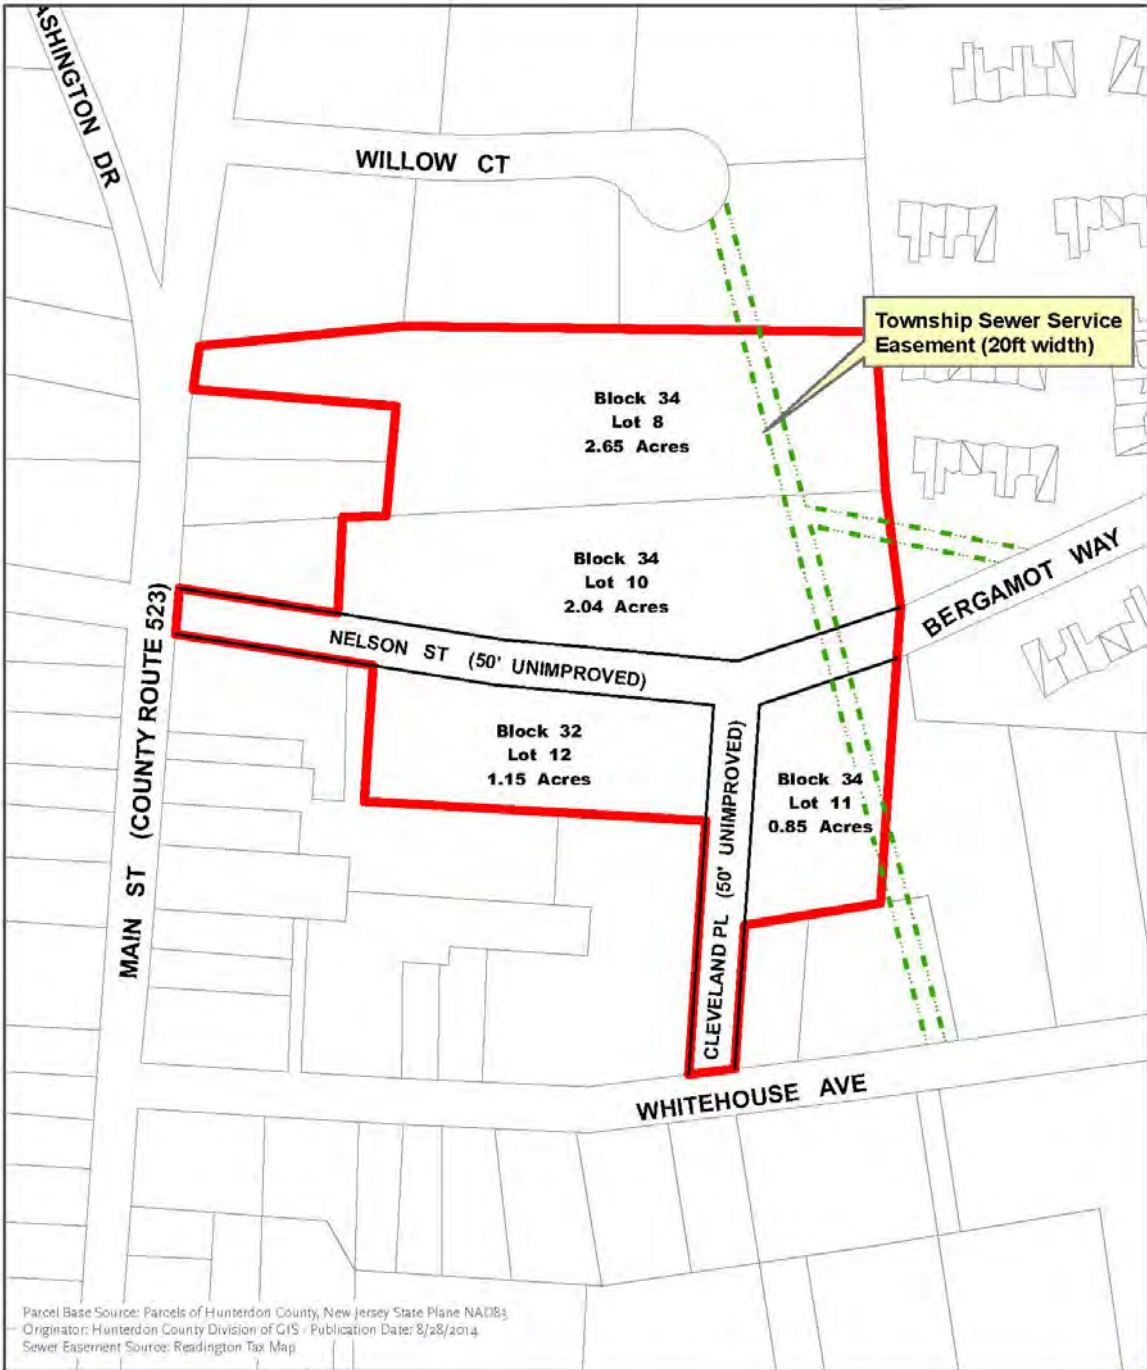 WASHINGTON DR
WILLOW CT
Township Sewer Service
Easement (20ft width)
Block 34
Lot 8
2.65 Acres
Block 34
Lot 10
2.04 Acres
BERGAMOT WAY
NELSON ST (50' UNIMPROVED)
MAIN ST (COUNTY ROUTE 523)
Block 32
Lot 12
1.15 Acres
Block 34
Lot 11
0.85 Acres
CLEVELAND PL (50' UNIMPROVED)
WHITEHOUSE AVE
Parcel Base Source: Parcels of Hunterdon County, New Jersey State Plane NAD83
Originator: Hunterdon County Division of GIS - Publication Date: 8/28/2014
Sewer Easement Source: Readington Tax Map